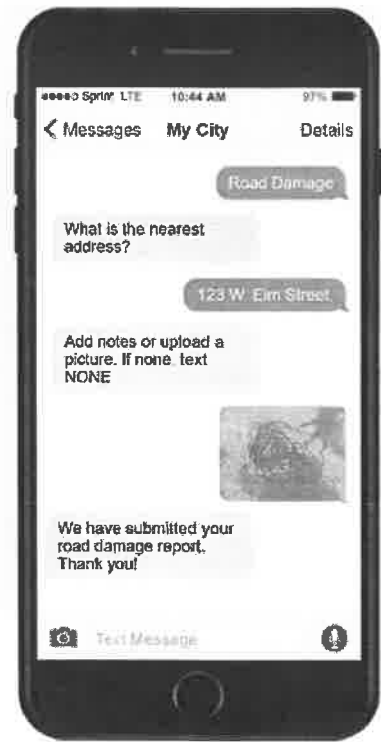 Sprint LTE 10:44 AM 97%
Messages My City Details
Road Damage
What is the nearest
address?
123 W. Elm Street
Add notes or upload a
picture. If none, text
NONE
We have submitted your
road damage report.
Thank you!
Text Message